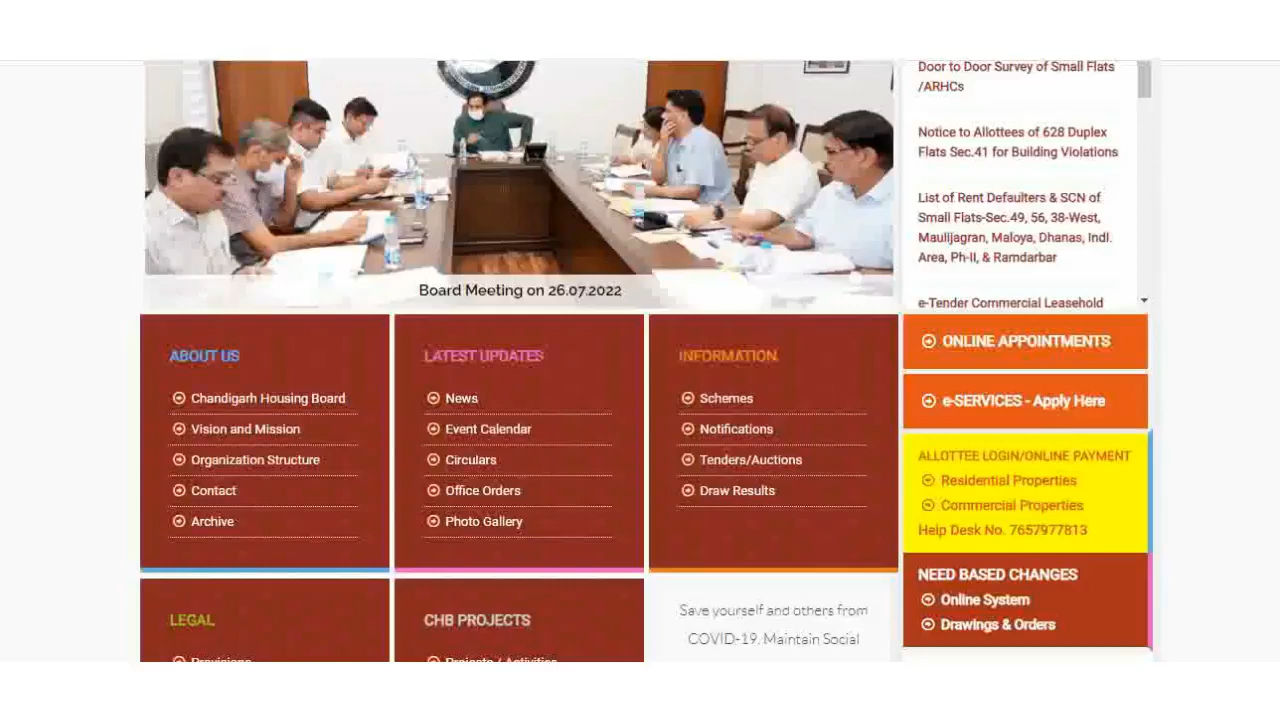 Door to Door Survey of Small Flats
/ARHCs
Notice to Allottees of 628 Duplex
Flats Sec.41 for Building Violations
List of Rent Defaulters & SCN of
Small Flats-Sec.49, 56, 38-West,
Maulijagran, Maloya, Dhanas, Indl.
Area, Ph-II, & Ramdarbar
e-Tender Commercial Leasehold
Board Meeting on 26.07.2022
ABOUT US
Chandigarh Housing Board
Vision and Mission
Organization Structure
Contact
Archive
LATEST UPDATES
News
Event Calendar
Circulars
Office Orders
Photo Gallery
INFORMATION
Schemes
Notifications
Tenders/Auctions
Draw Results
ONLINE APPOINTMENTS
e-SERVICES - Apply Here
ALLOTTEE LOGIN/ONLINE PAYMENT
Residential Properties
Commercial Properties
Help Desk No. 7657977813
NEED BASED CHANGES
Online System
Drawings & Orders
LEGAL
Provisions
CHB PROJECTS
Projects / Activities
Save yourself and others from
COVID-19. Maintain Social